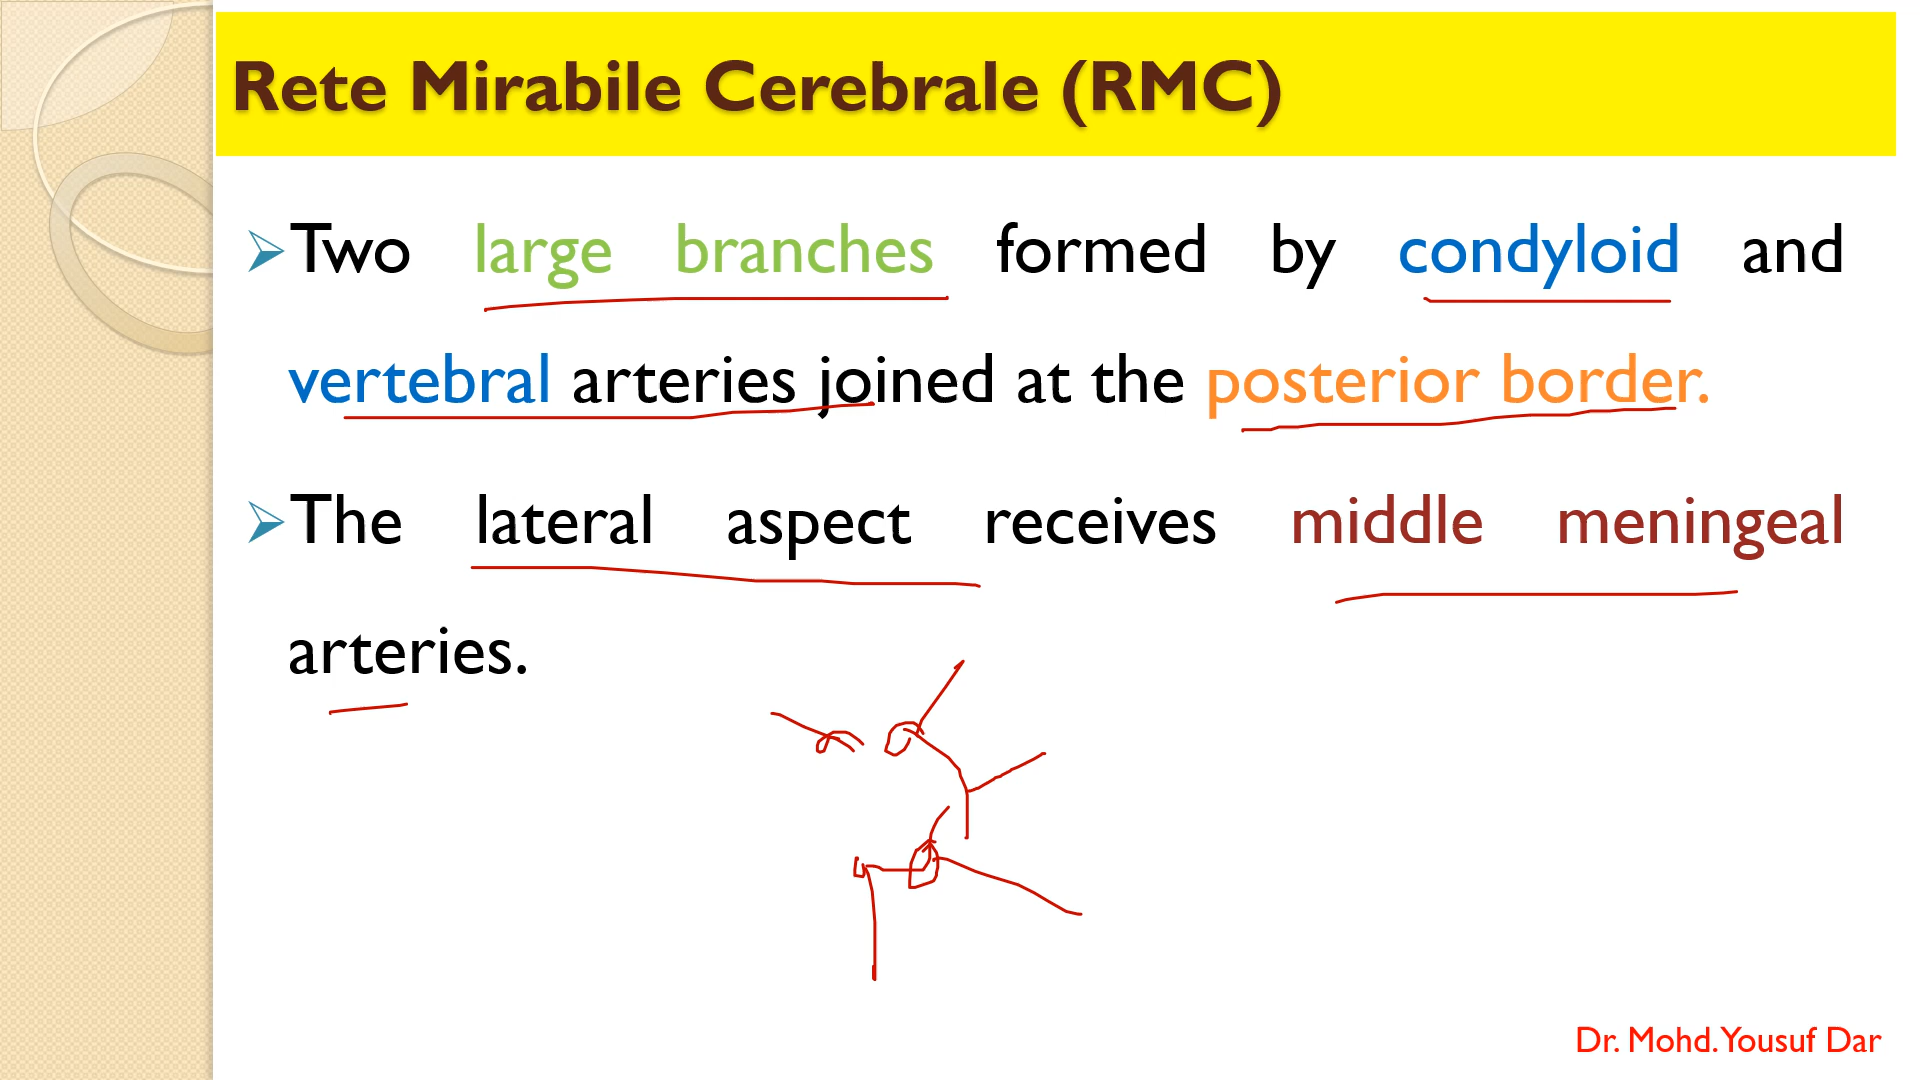 Rete Mirabile Cerebrale (RMC)
Two large branches formed by condyloid and
vertebral arteries joined at the posterior border.
The lateral aspect receives middle meningeal
arteries.
Dr. Mohd.Yousuf Dar